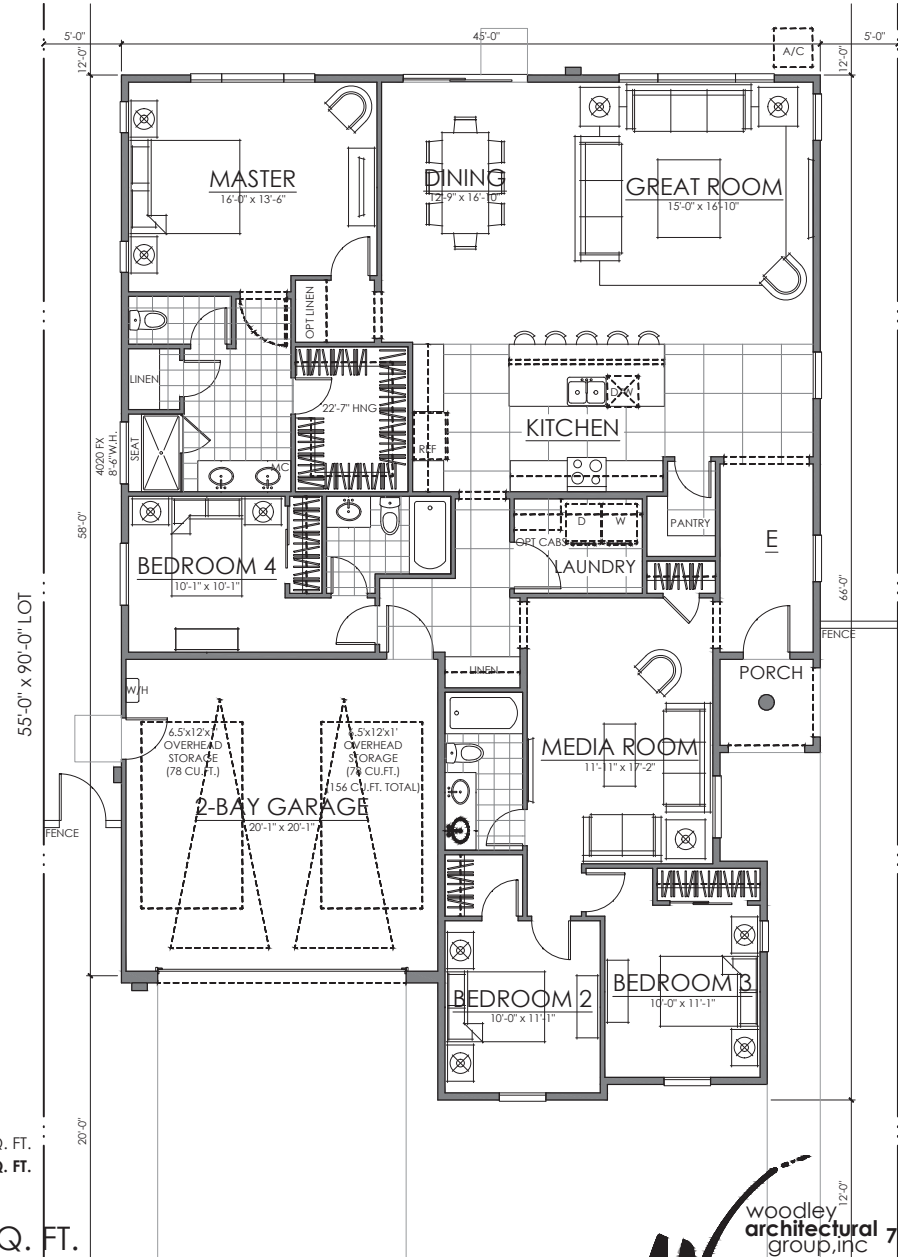 5'-0"
45'-0"
5'-0"
12'-0"
12'-0"
A/C
MASTER
16'-0" x 13'-6"
DINING
12'-9" x 16'-10"
GREAT ROOM
15'-0" x 16'-10"
OPT LINEN
LINEN
22'-7" HNG
D/W
KITCHEN
REF
4020 FX
8'-6"W.H.
SEAT
MC
58'-0"
D
W
OPT CABS
LAUNDRY
PANTRY
E
BEDROOM 4
10'-1" x 10'-1"
66'-0"
55'-0" x 90'-0" LOT
FENCE
LINEN
PORCH
W/H
6.5'x12'x1'
OVERHEAD
STORAGE
(78 CU.FT.)
6.5'x12'x1'
OVERHEAD
STORAGE
(78 CU.FT.)
(156 CU.FT. TOTAL)
MEDIA ROOM
11'-11" x 17'-2"
2-BAY GARAGE
20'-1" x 20'-1"
FENCE
BEDROOM 2
10'-0" x 11'-1"
BEDROOM 3
10'-0" x 11'-1"
20'-0"
Q. FT.
Q. FT.
Q. FT.
12'-0"
woodley
architectural 7
group,inc